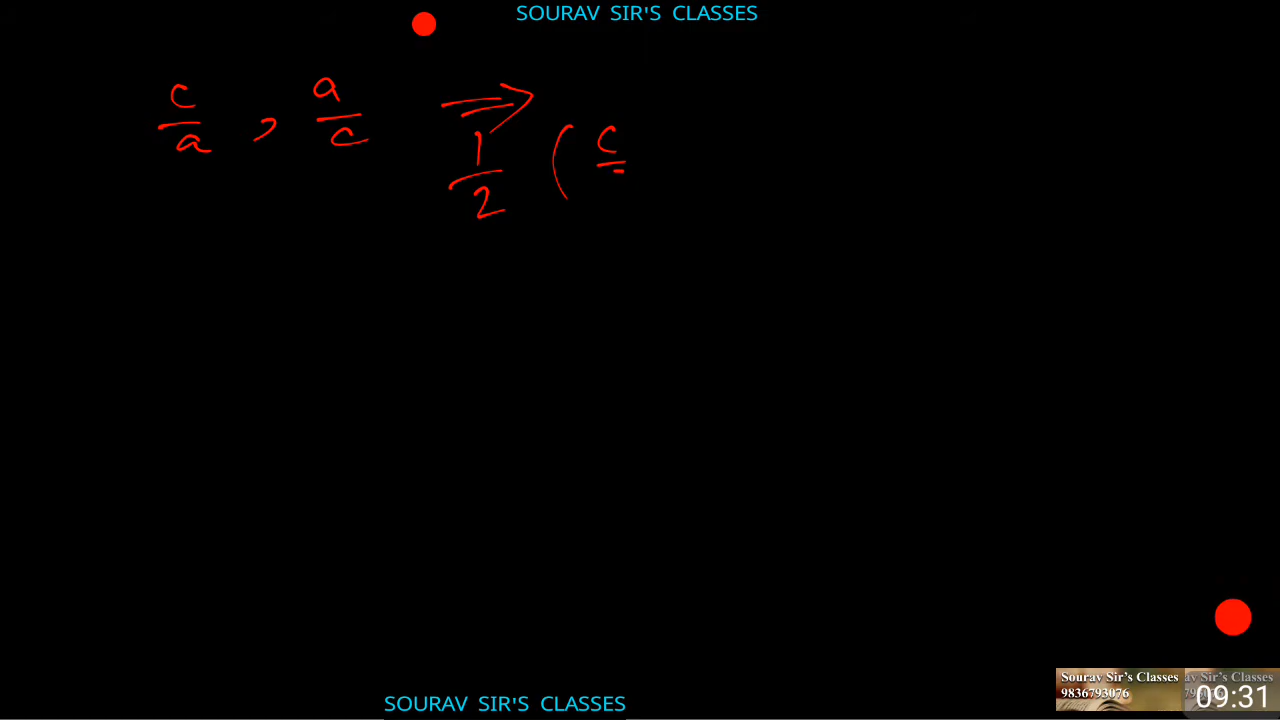 SOURAV SIR'S CLASSES
c/a , a/c ⇒
1/2 ( c
SOURAV SIR'S CLASSES
Sourav Sir's Classes
9836793076
09:31